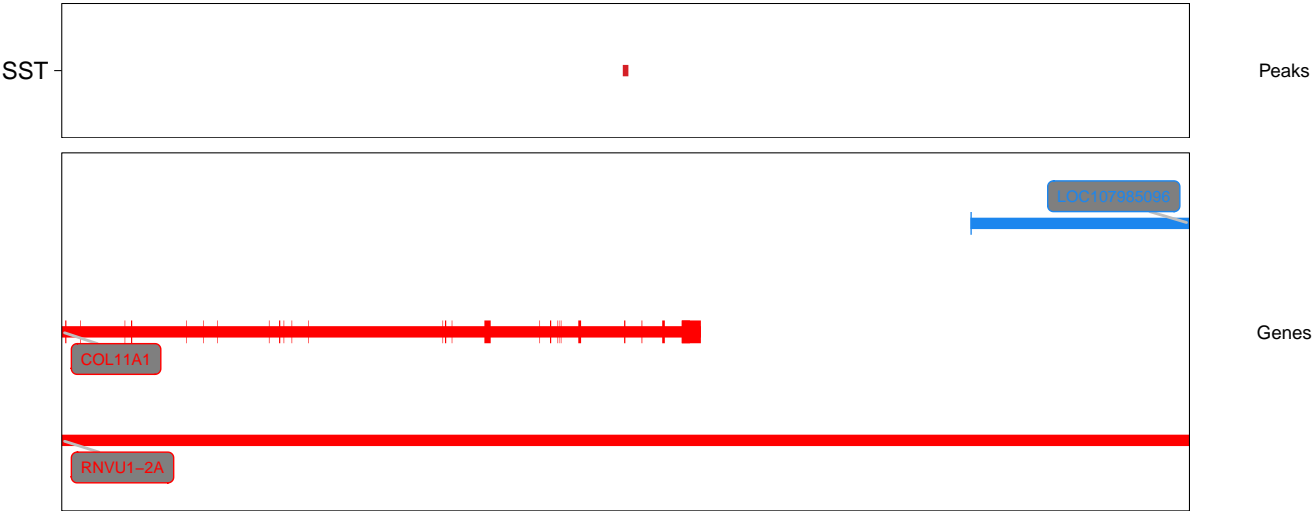 SST
Peaks
LOC107985096
COL11A1
Genes
RNVU1−2A